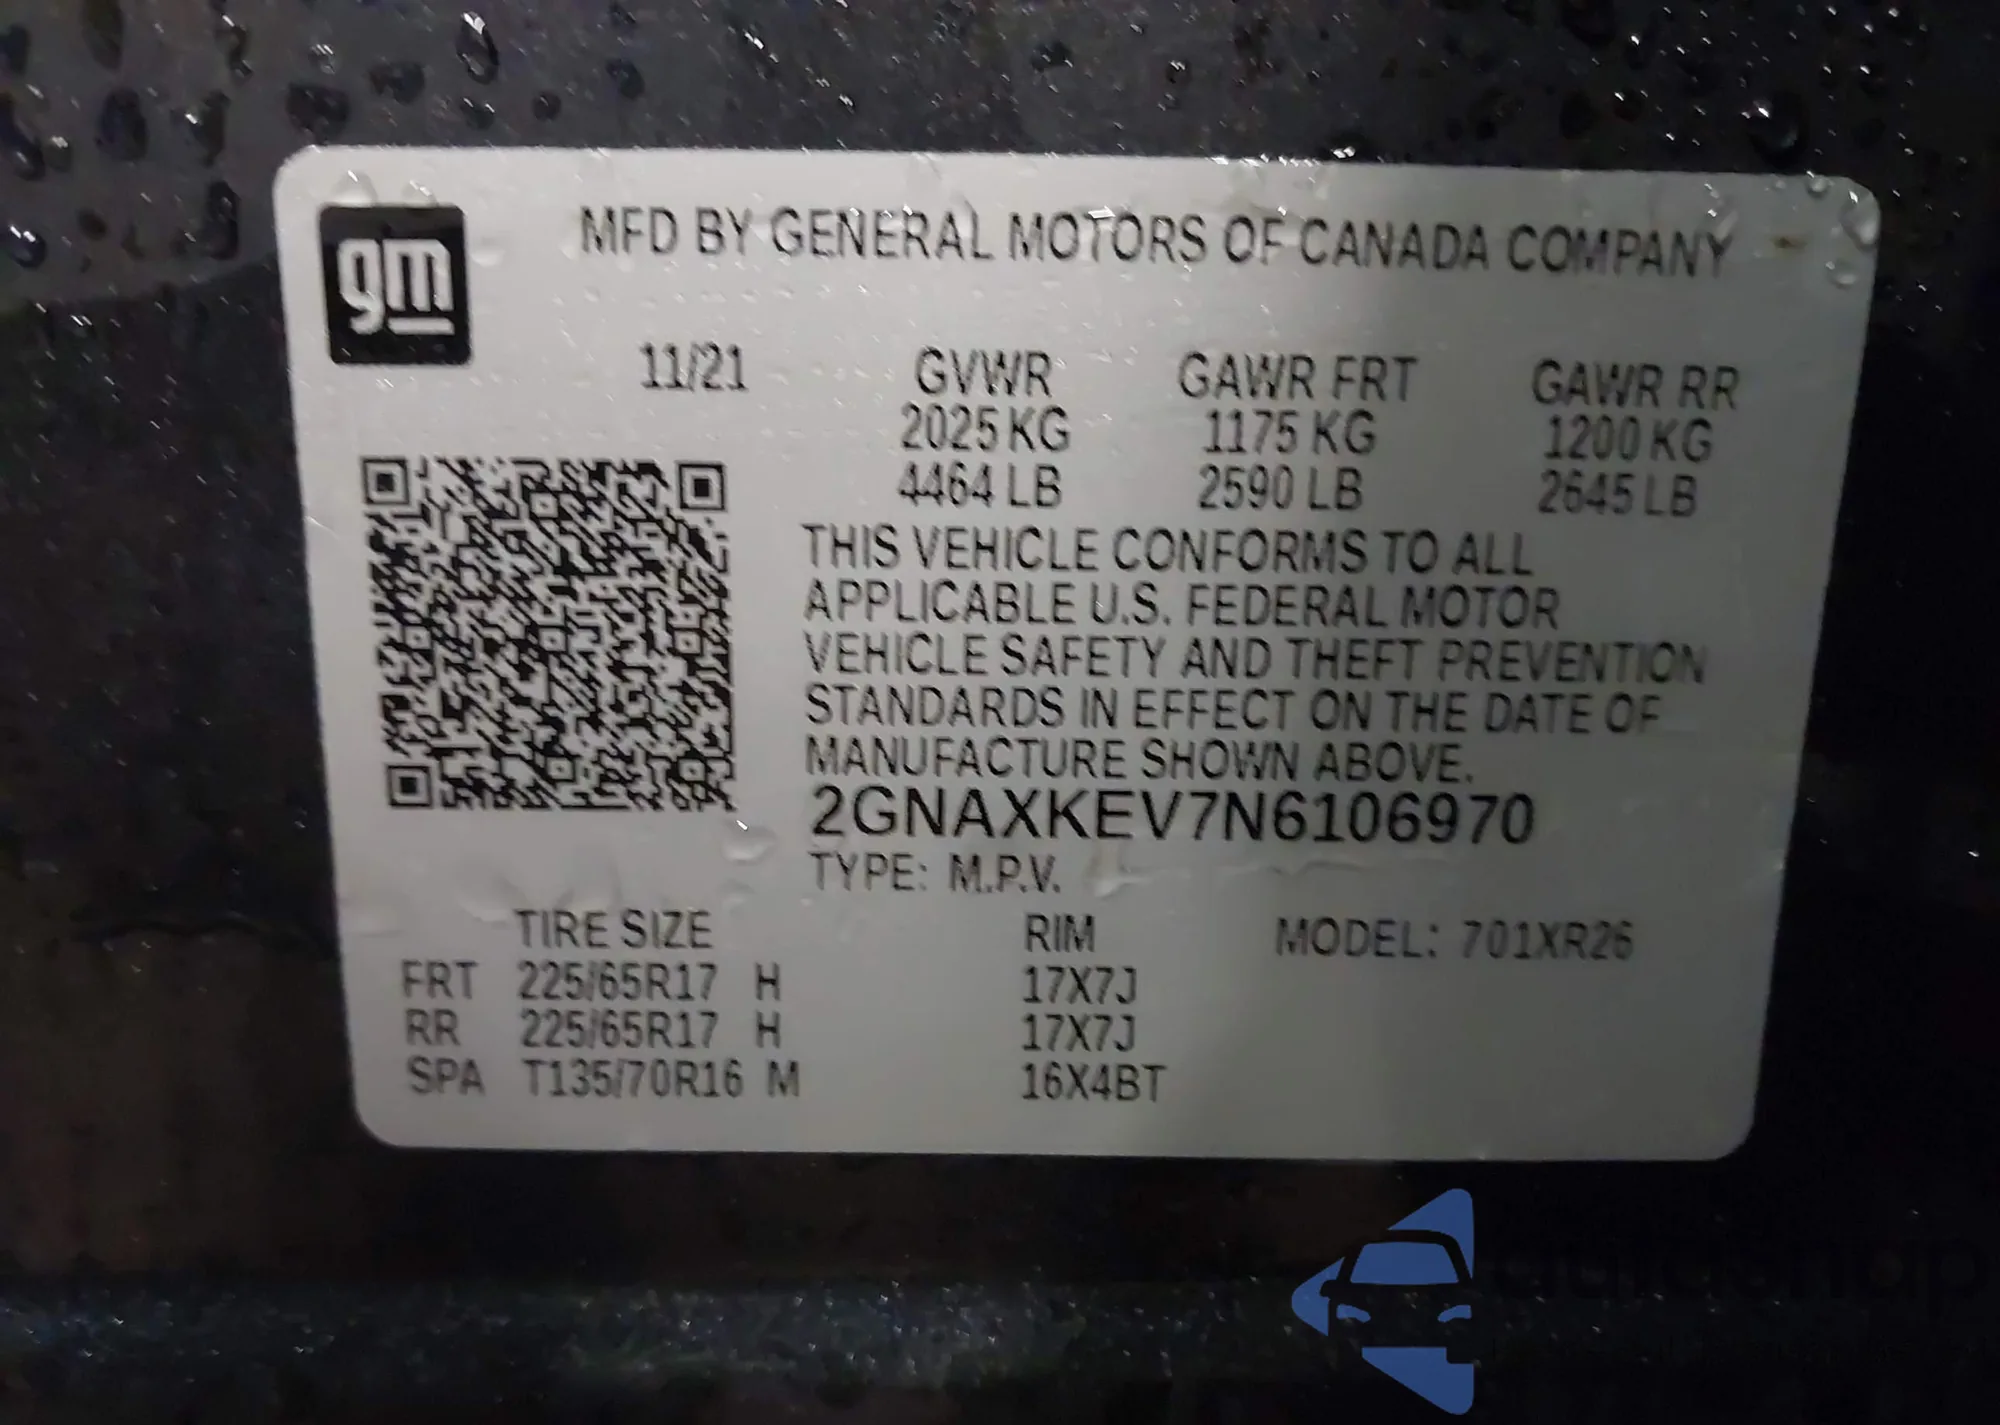 gm
MFD BY GENERAL MOTORS OF CANADA COMPANY
11/21 GVWR GAWR FRT GAWR RR
2025 KG 1175 KG 1200 KG
4464 LB 2590 LB 2645 LB
THIS VEHICLE CONFORMS TO ALL
APPLICABLE U.S. FEDERAL MOTOR
VEHICLE SAFETY AND THEFT PREVENTION
STANDARDS IN EFFECT ON THE DATE OF
MANUFACTURE SHOWN ABOVE.
2GNAXKEV7N6106970
TYPE: M.P.V.
TIRE SIZE RIM MODEL: 701XR26
FRT 225/65R17 H 17X7J
RR 225/65R17 H 17X7J
SPA T135/70R16 M 16X4BT